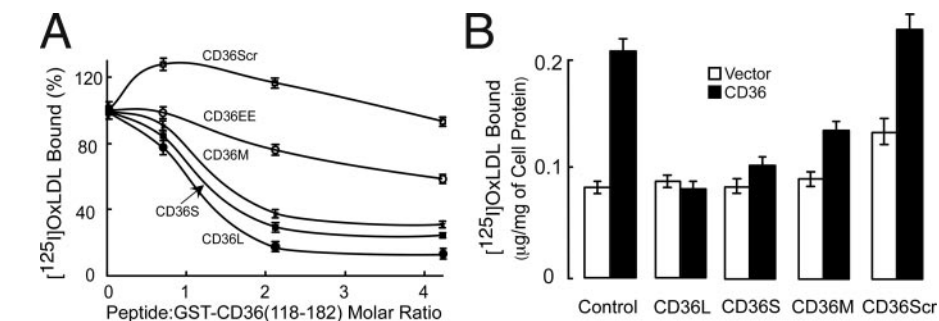 A
[125I]OxLDL Bound (%)
120
80
40
0
CD36Scr
CD36EE
CD36M
CD36S
CD36L
0 1 2 3 4
Peptide:GST-CD36(118-182) Molar Ratio
B
[125I]OxLDL Bound
(µg/mg of Cell Protein)
0.2
0.1
0
Vector
CD36
Control CD36L CD36S CD36M CD36Scr